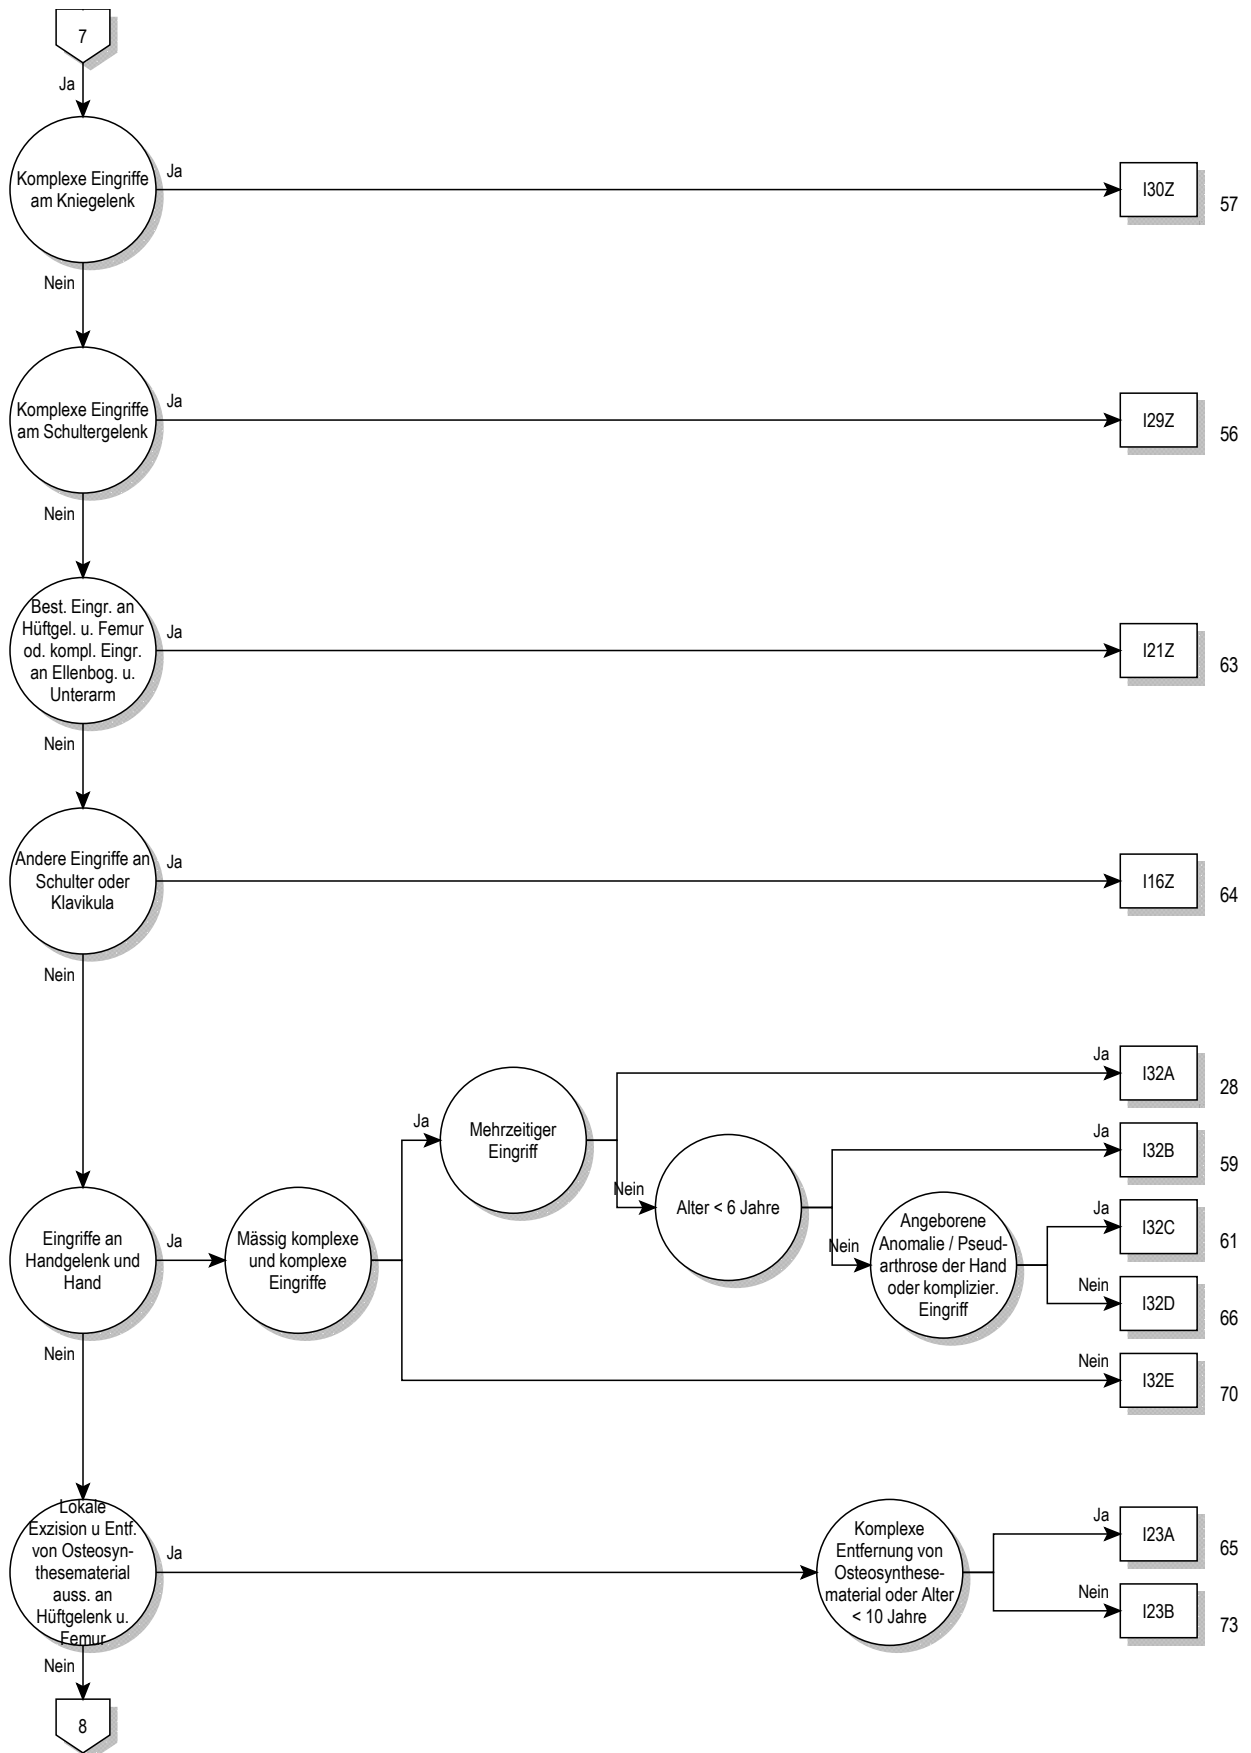 7
Ja
Komplexe Eingriffe
am Kniegelenk
Ja
I30Z
57
Nein
Komplexe Eingriffe
am Schultergelenk
Ja
I29Z
56
Nein
Best. Eingr. an
Hüftgel. u. Femur
od. kompl. Eingr.
an Ellenbog. u.
Unterarm
Ja
I21Z
63
Nein
Andere Eingriffe an
Schulter oder
Klavikula
Ja
I16Z
64
Nein
Eingriffe an
Handgelenk und
Hand
Ja
Mässig komplexe
und komplexe
Eingriffe
Ja
Mehrzeitiger
Eingriff
Ja
I32A
28
Nein
Alter < 6 Jahre
Ja
I32B
59
Nein
Angeborene
Anomalie / Pseud-
arthrose der Hand
oder komplizier.
Eingriff
Ja
I32C
61
Nein
I32D
66
Nein
I32E
70
Nein
Lokale
Exzision u Entf.
von Osteosyn-
thesematerial
auss. an
Hüftgelenk u.
Femur
Ja
Komplexe
Entfernung von
Osteosynthese-
material oder Alter
< 10 Jahre
Ja
I23A
65
Nein
I23B
73
Nein
8